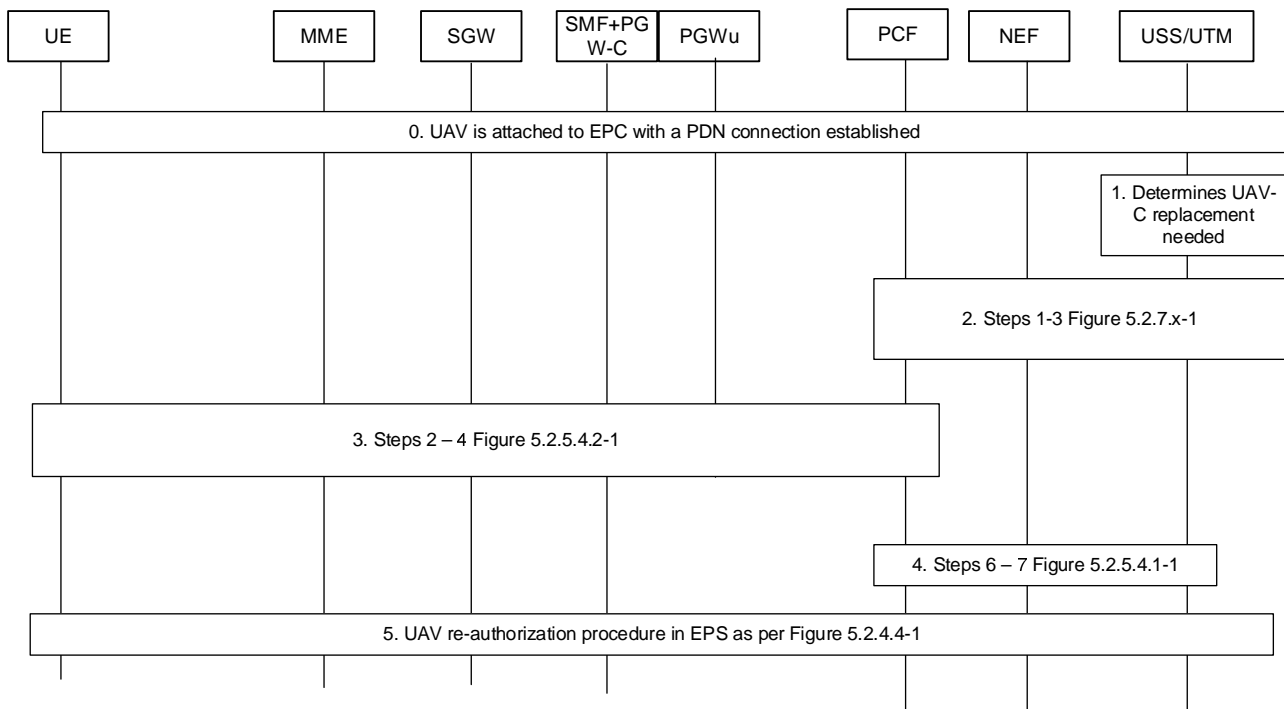 UE
MME
SGW
SMF+PG
W-C
PGWu
PCF
NEF
USS/UTM
0. UAV is attached to EPC with a PDN connection established
1. Determines UAV-
C replacement
needed
2. Steps 1-3 Figure 5.2.7.x-1
3. Steps 2 – 4 Figure 5.2.5.4.2-1
4. Steps 6 – 7 Figure 5.2.5.4.1-1
5. UAV re-authorization procedure in EPS as per Figure 5.2.4.4-1